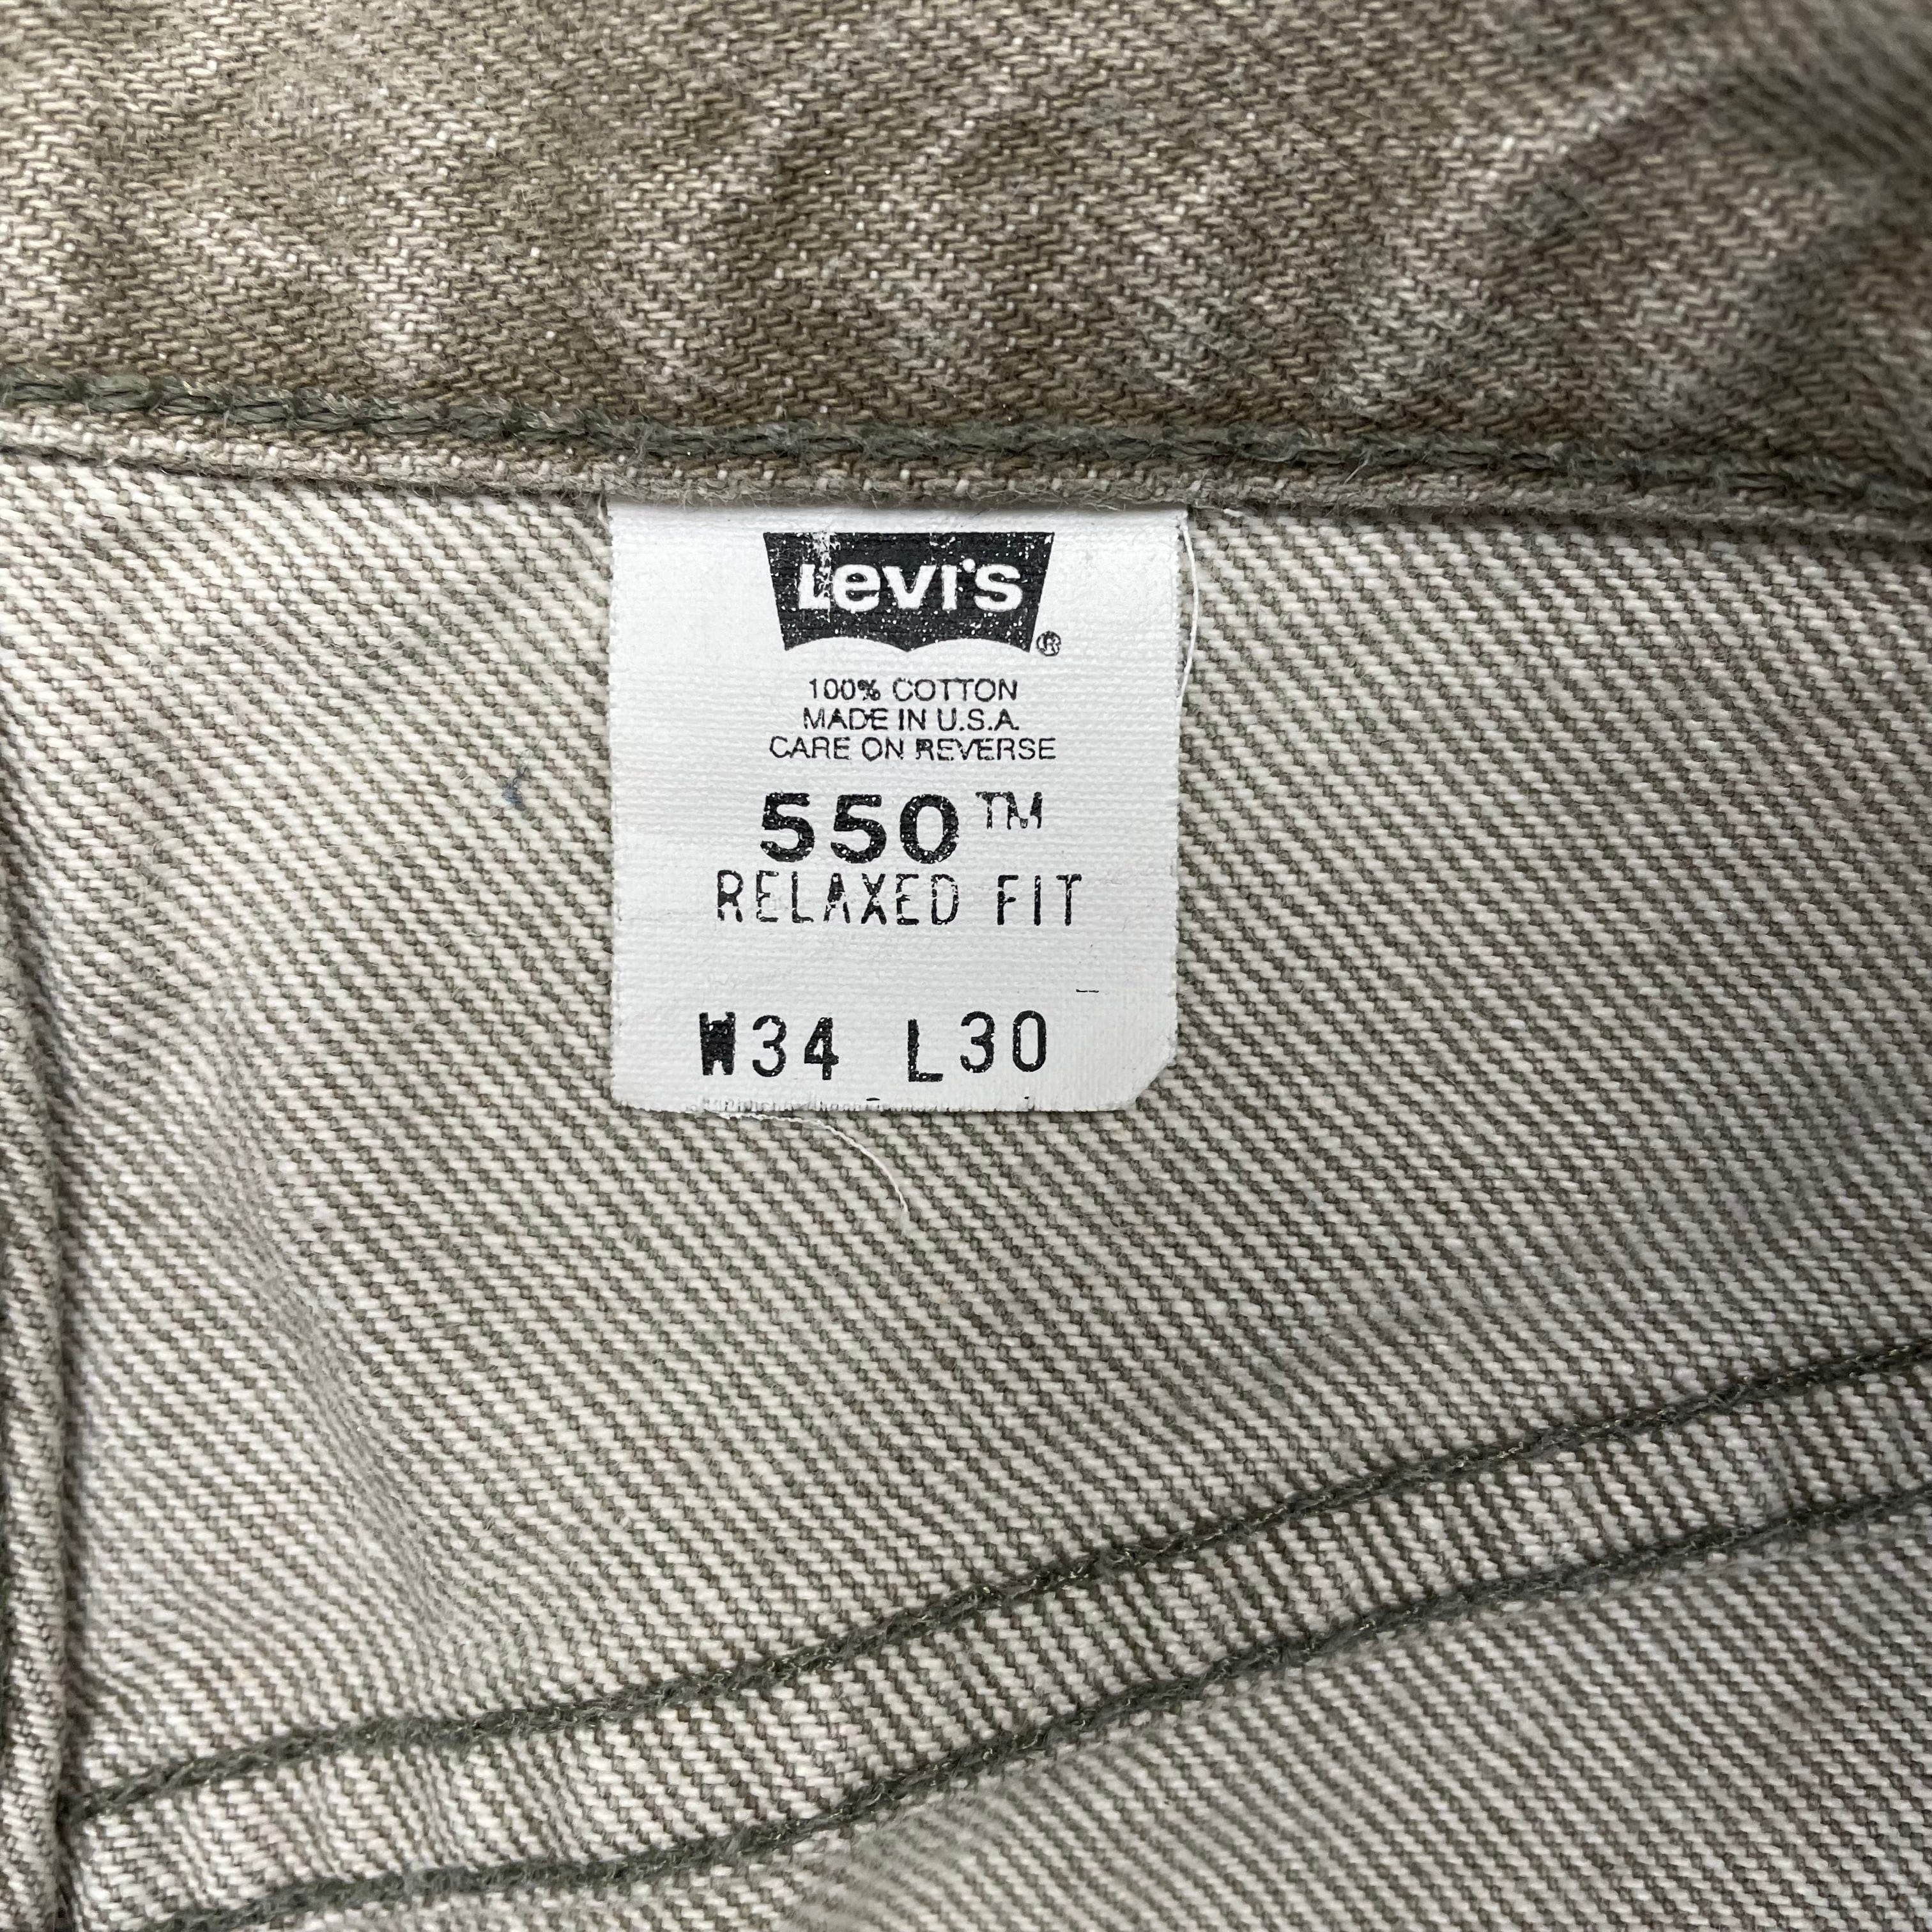 Levi's®
100% COTTON
MADE IN U.S.A.
CARE ON REVERSE
550™
RELAXED FIT
W34 L30